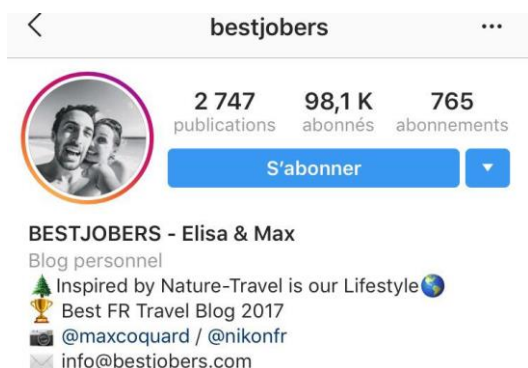 bestjobers
2 747 98,1 K 765
publications abonnés abonnements
S'abonner
BESTJOBERS - Elisa & Max
Blog personnel
🌲Inspired by Nature-Travel is our Lifestyle🌎
🏆 Best FR Travel Blog 2017
📷 @maxcoquard / @nikonfr
✉️ info@bestjobers.com